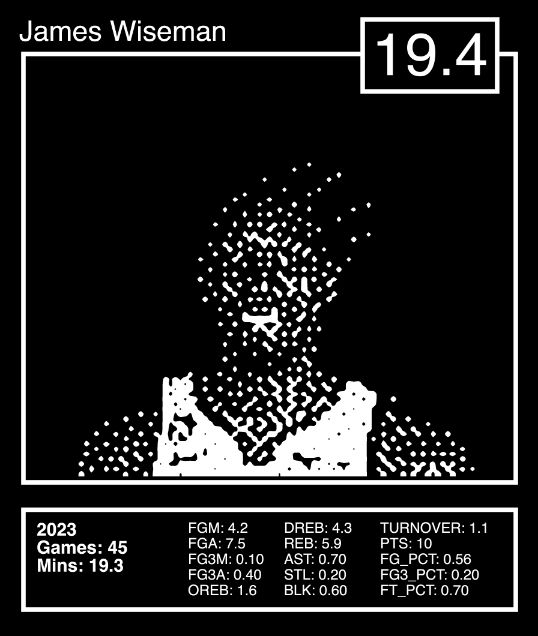 James Wiseman
19.4
2023
Games: 45
Mins: 19.3
FGM: 4.2
FGA: 7.5
FG3M: 0.10
FG3A: 0.40
OREB: 1.6
DREB: 4.3
REB: 5.9
AST: 0.70
STL: 0.20
BLK: 0.60
TURNOVER: 1.1
PTS: 10
FG_PCT: 0.56
FG3_PCT: 0.20
FT_PCT: 0.70